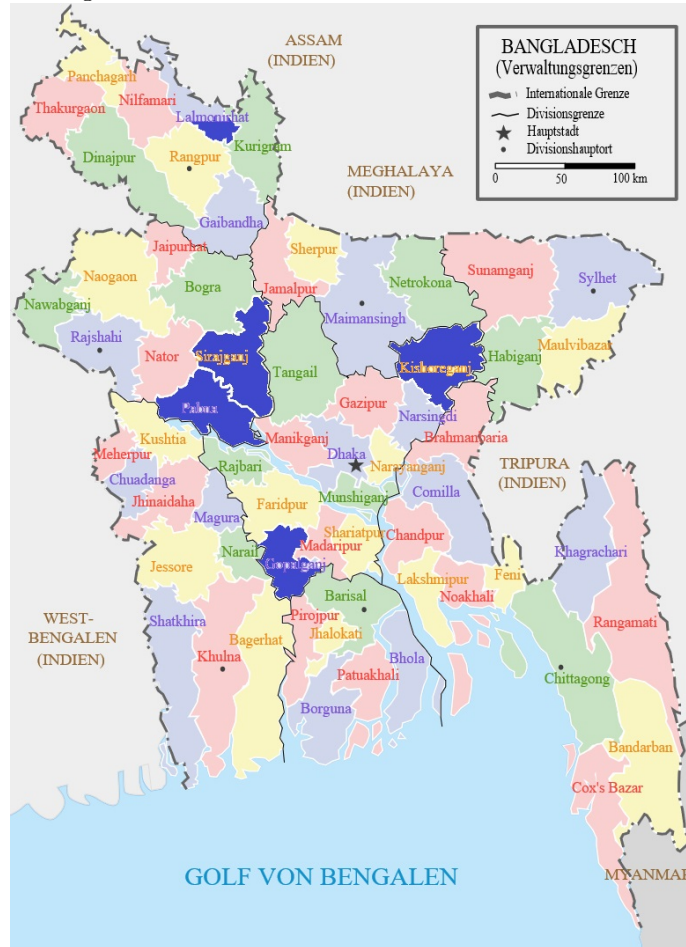 ASSAM
(INDIEN)
BANGLADESCH
(Verwaltungsgrenzen)
Internationale Grenze
Divisionsgrenze
Hauptstadt
Divisionshauptort
0 50 100 km
Panchagarh
Thakurgaon
Nilfamari
Lalmonirhat
Dinajpur
Rangpur
Kurigram
MEGHALAYA
(INDIEN)
Gaibandha
Jaipurhat
Sherpur
Naogaon
Bogra
Jamalpur
Netrokona
Sunamganj
Sylhet
Nawabganj
Maimansingh
Rajshahi
Nator
Sirajganj
Tangail
Kishoreganj
Habiganj
Maulvibazar
Pabna
Gazipur
Narsingdi
Kushtia
Manikganj
Dhaka
Brahmanbaria
Meherpur
Rajbari
Narayanganj
TRIPURA
(INDIEN)
Chuadanga
Jhinaidaha
Magura
Faridpur
Munshiganj
Comilla
Shariatpur
Chandpur
Madaripur
Khagrachari
Narail
Gopalganj
Jessore
Lakshmipur
Feni
Barisal
Noakhali
WEST-
BENGALEN
(INDIEN)
Shatkhira
Pirojpur
Rangamati
Bagerhat
Jhalokati
Khulna
Bhola
Patuakhali
Chittagong
Borguna
Bandarban
Cox's Bazar
GOLF VON BENGALEN
MYANMAR